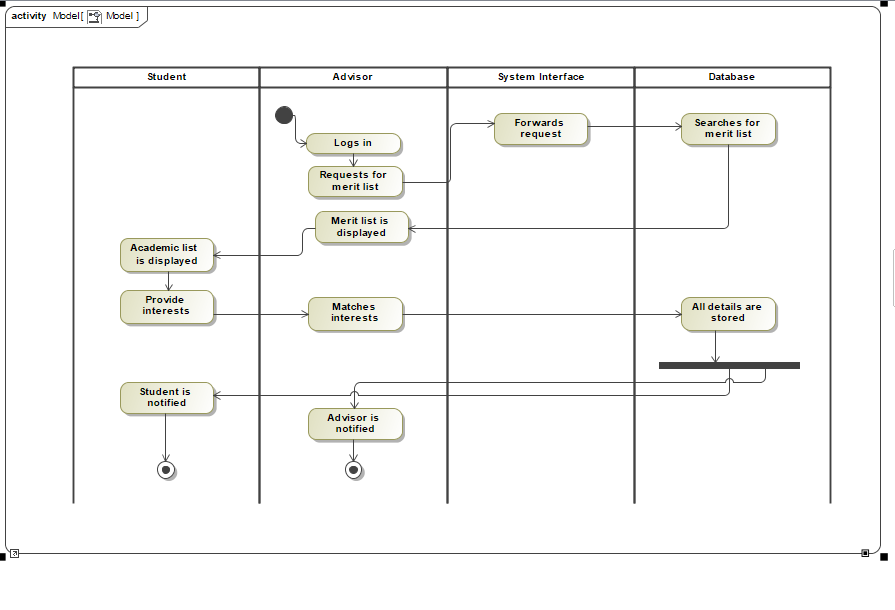 activity Model[ Model ]
Student
Advisor
System Interface
Database
Logs in
Forwards
request
Searches for
merit list
Requests for
merit list
Merit list is
displayed
Academic list
is displayed
Provide
interests
Matches
interests
All details are
stored
Student is
notified
Advisor is
notified